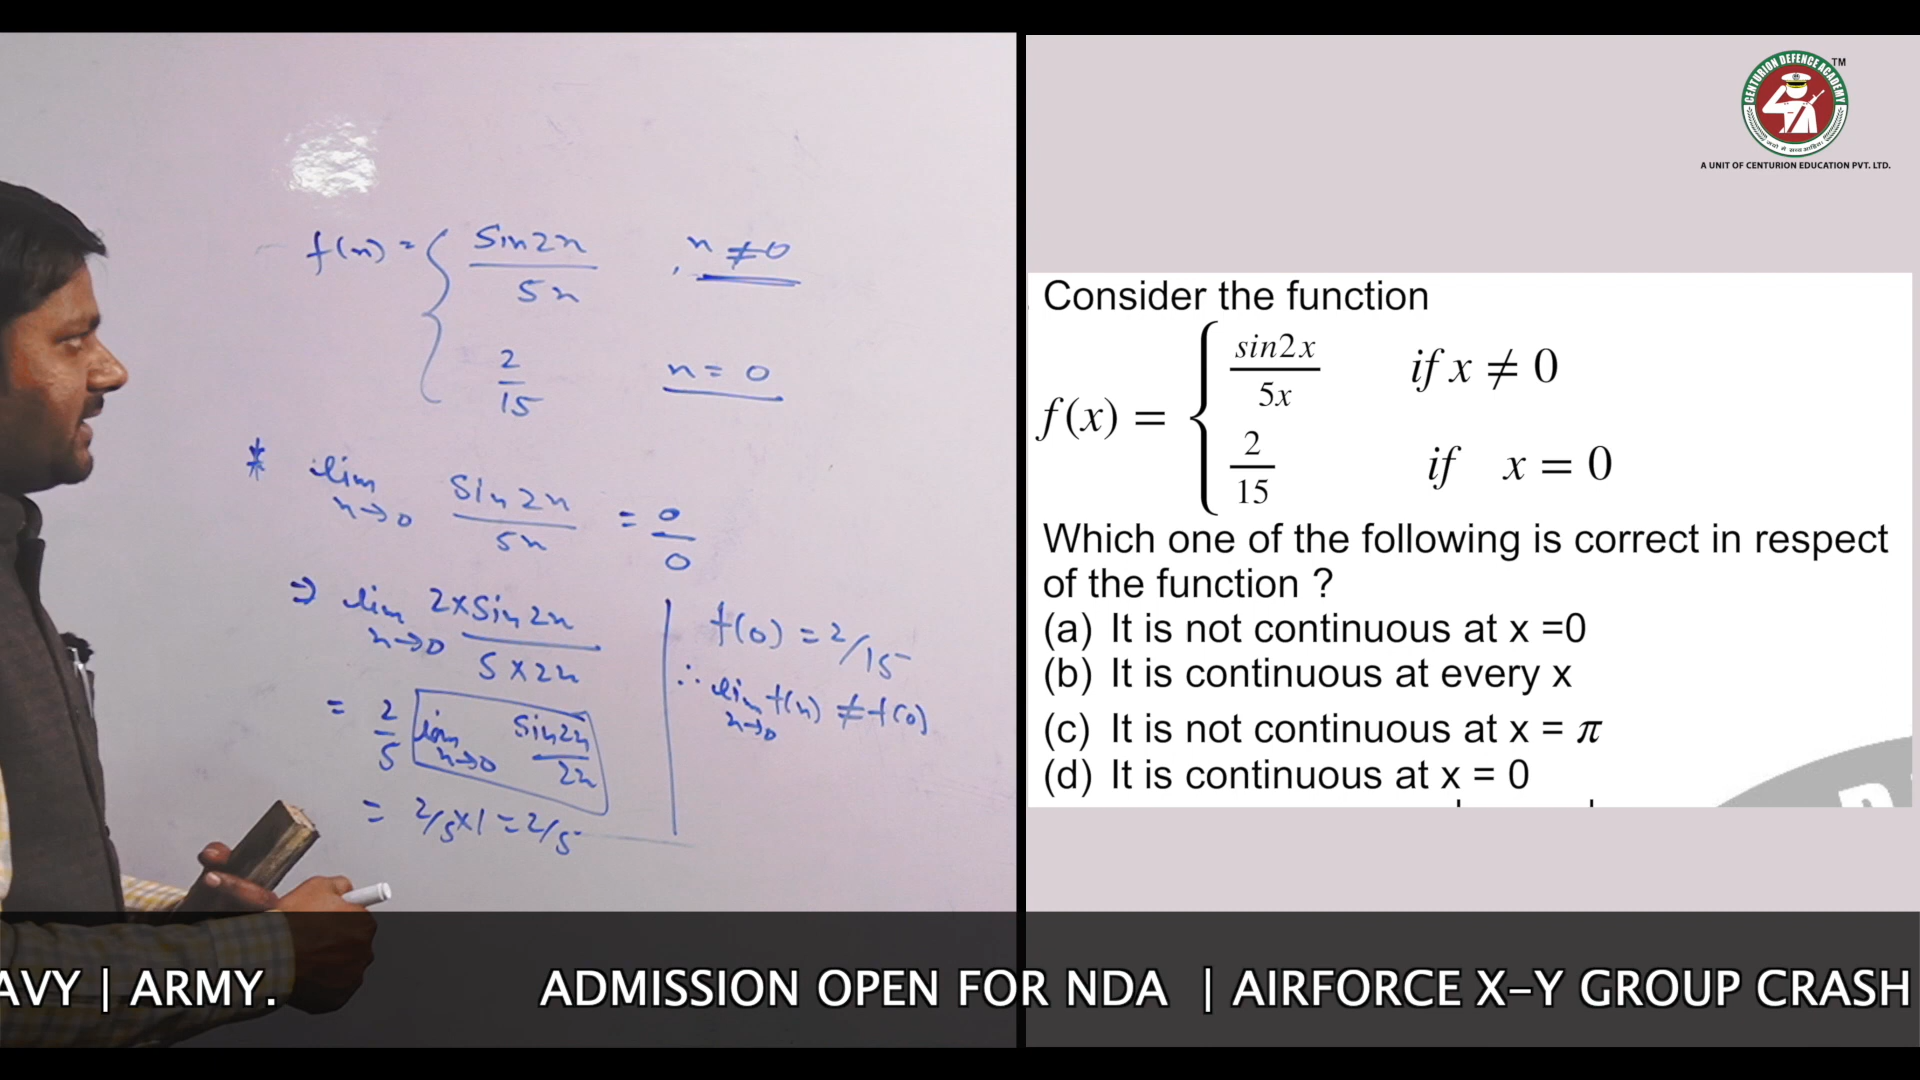 f(x) = { sin2x / 5x , x ≠ 0
2/15 x = 0
* lim x→0 sin2x / 5x = 0/0
⇒ lim x→0 2×sin2x / 5×2x
= 2/5 lim x→0 sin2x / 2x
= 2/5×1 = 2/5
f(0) = 2/15
∴ lim x→0 f(x) ≠ f(0)
CENTURION DEFENCE ACADEMY
TM
A UNIT OF CENTURION EDUCATION PVT. LTD.
Consider the function
f(x) = { sin2x / 5x if x ≠ 0
2/15 if x = 0
Which one of the following is correct in respect
of the function ?
(a) It is not continuous at x =0
(b) It is continuous at every x
(c) It is not continuous at x = π
(d) It is continuous at x = 0
AVY | ARMY. ADMISSION OPEN FOR NDA | AIRFORCE X-Y GROUP CRASH